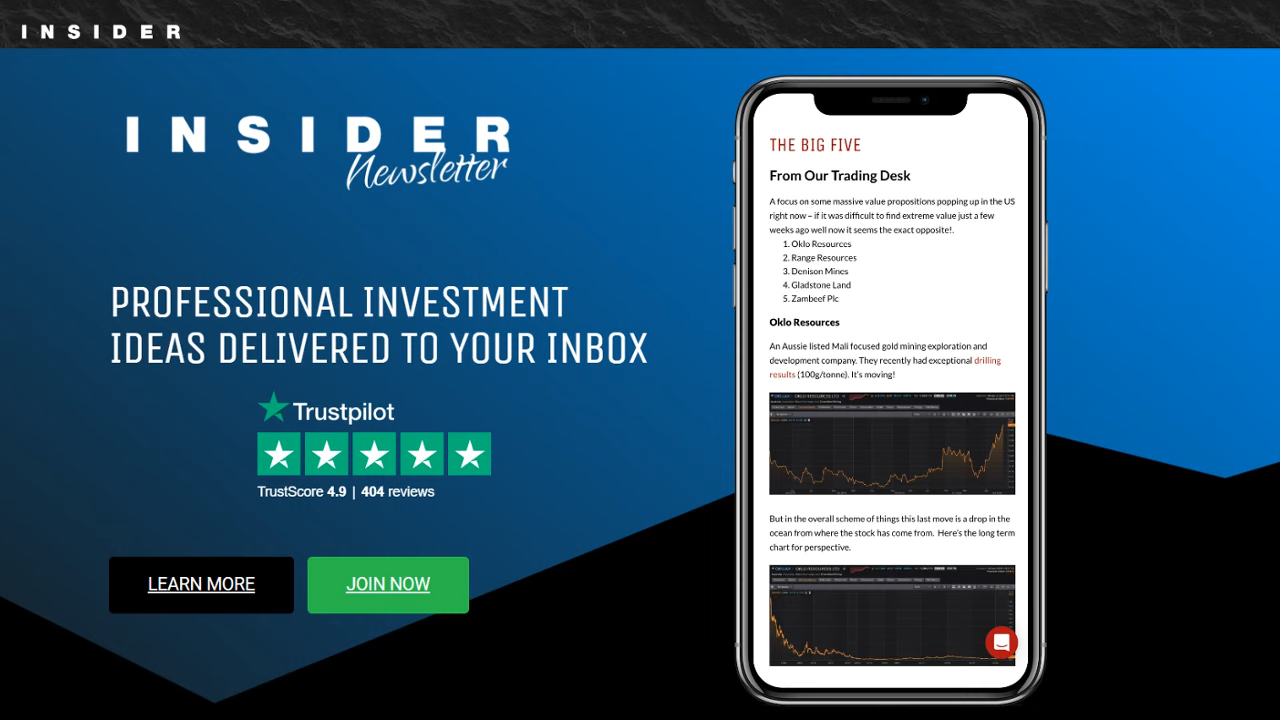 INSIDER
INSIDER
Newsletter
PROFESSIONAL INVESTMENT
IDEAS DELIVERED TO YOUR INBOX
Trustpilot
TrustScore 4.9 | 404 reviews
LEARN MORE
JOIN NOW
THE BIG FIVE
From Our Trading Desk
A focus on some massive value propositions popping up in the US
right now – if it was difficult to find extreme value just a few
weeks ago well now it seems the exact opposite!.
1. Oklo Resources
2. Range Resources
3. Denison Mines
4. Gladstone Land
5. Zambeef Plc
Oklo Resources
An Aussie listed Mali focused gold mining exploration and
development company. They recently had exceptional drilling
results (100g/tonne). It's moving!
But in the overall scheme of things this last move is a drop in the
ocean from where the stock has come from. Here's the long term
chart for perspective.